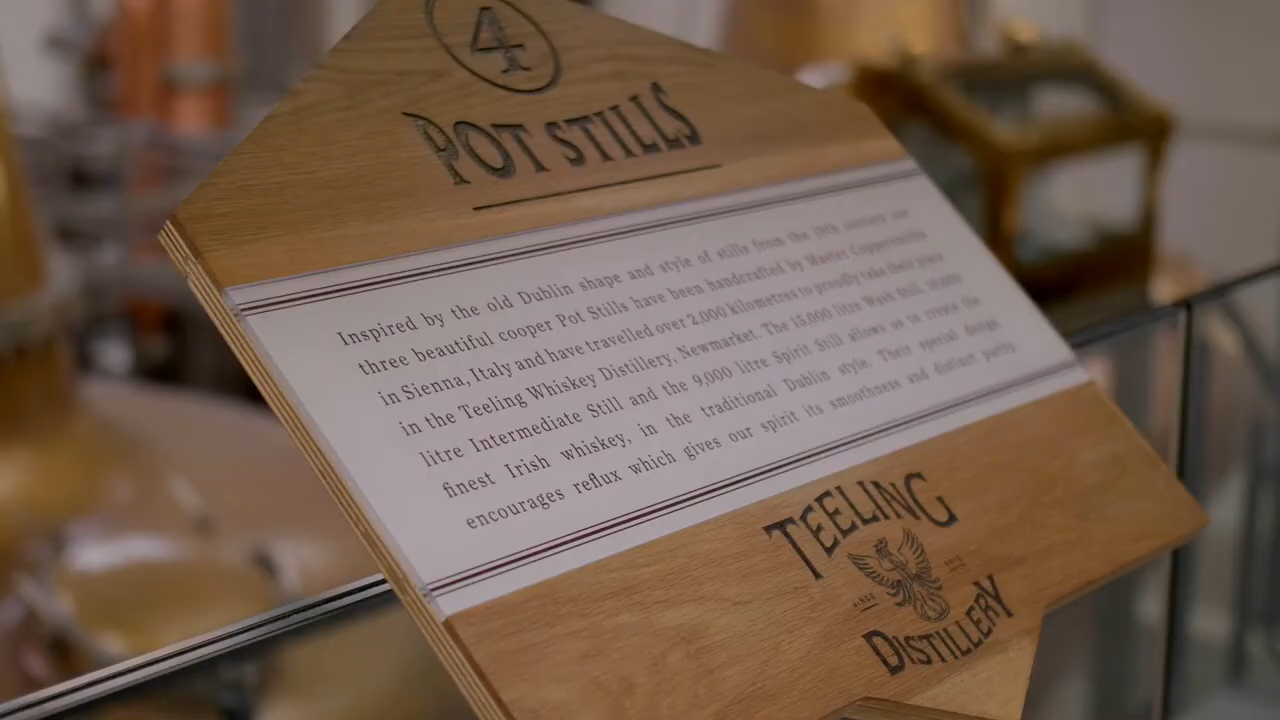 4
POT STILLS
Inspired by the old Dublin shape and style of stills from the 19th century our
three beautiful cooper Pot Stills have been handcrafted by Master Coppersmiths
in Sienna, Italy and have travelled over 2,000 kilometres to proudly take their place
in the Teeling Whiskey Distillery, Newmarket. The 15,000 litre Wash Still, 10,000
litre Intermediate Still and the 9,000 litre Spirit Still allows us to create the
finest Irish whiskey, in the traditional Dublin style. Their special design
encourages reflux which gives our spirit its smoothness and distinct purity
TEELING
SINCE
DISTILLERY